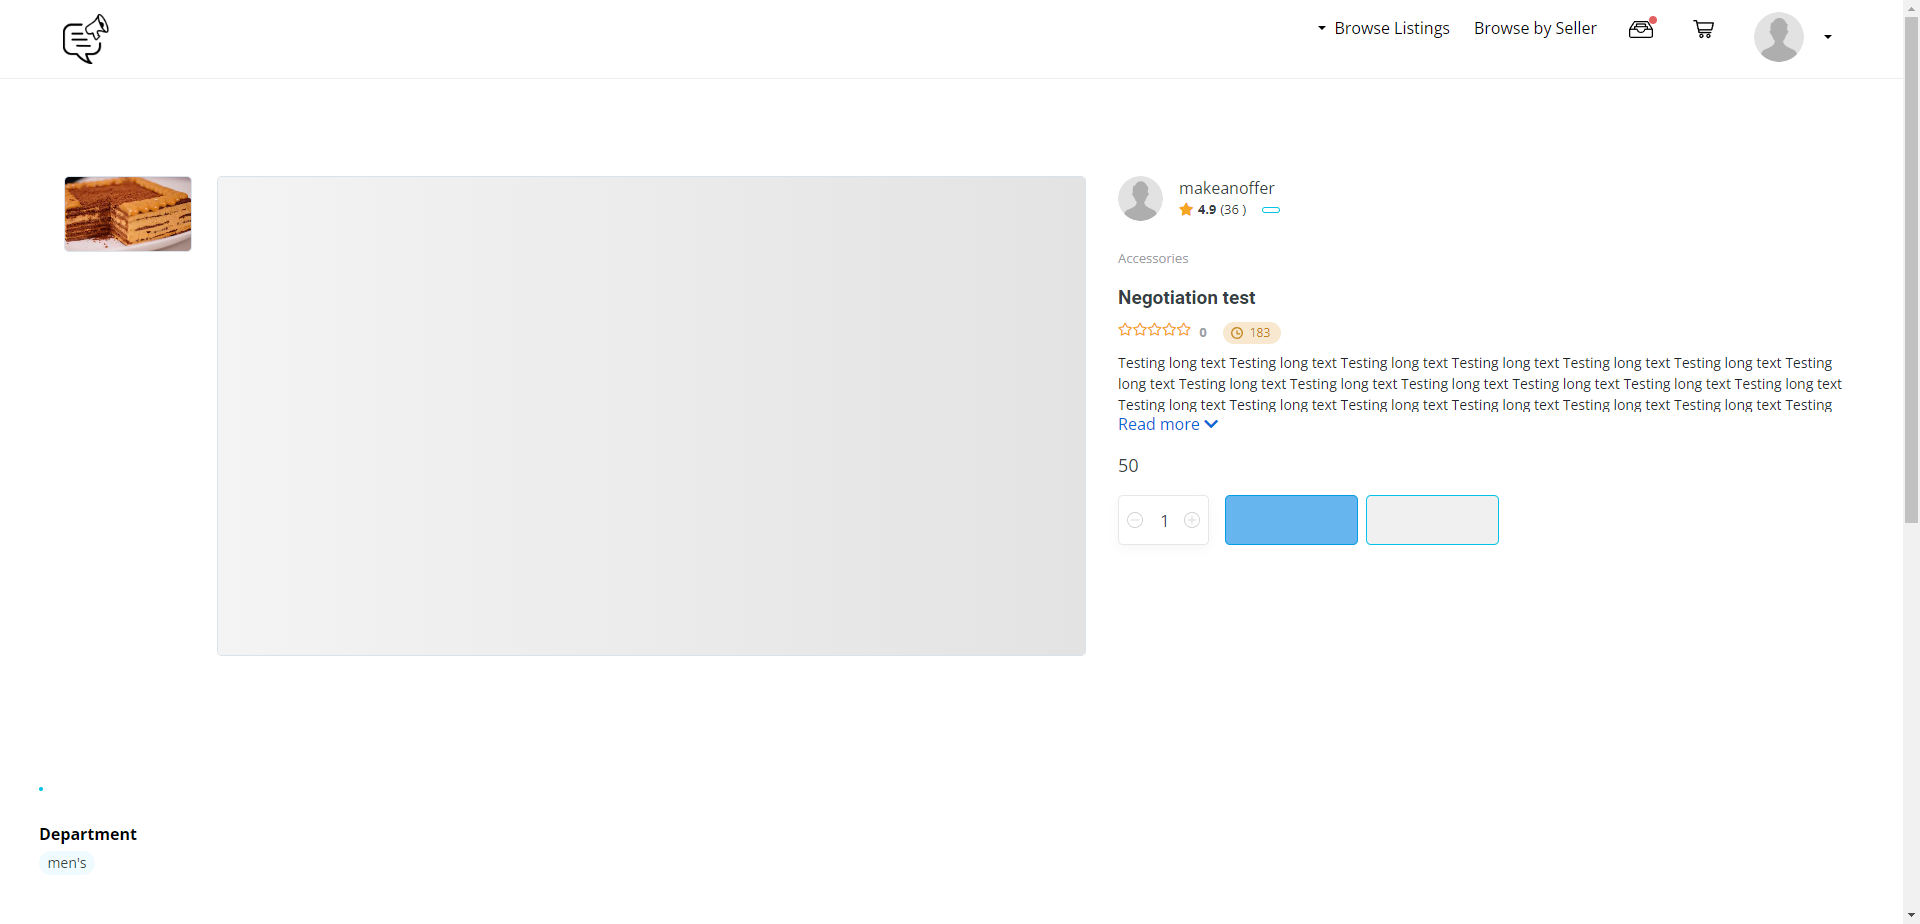 Browse Listings Browse by Seller
makeanoffer
4.9 (36 )
Accessories
Negotiation test
0 183
Testing long text Testing long text Testing long text Testing long text Testing long text Testing long text Testing
long text Testing long text Testing long text Testing long text Testing long text Testing long text Testing long text
Testing long text Testing long text Testing long text Testing long text Testing long text Testing long text Testing
Read more
50
1
Department
men's